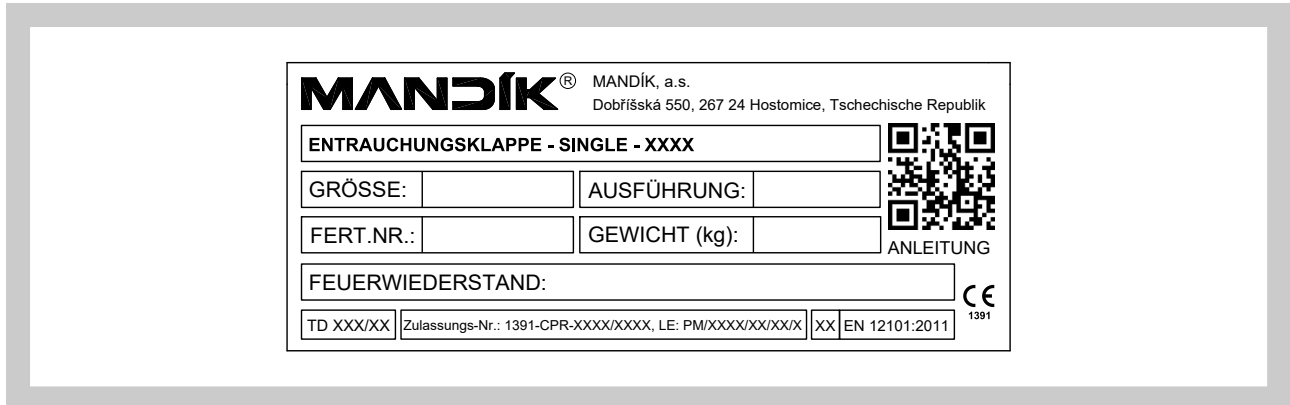 MANDÍK® MANDÍK, a.s.
Dobříšská 550, 267 24 Hostomice, Tschechische Republik
ENTRAUCHUNGSKLAPPE - SINGLE - XXXX
GRÖSSE: AUSFÜHRUNG:
FERT.NR.: GEWICHT (kg):
ANLEITUNG
FEUERWIEDERSTAND:
CE
1391
TD XXX/XX Zulassungs-Nr.: 1391-CPR-XXXX/XXXX, LE: PM/XXXX/XX/XX/X XX EN 12101:2011